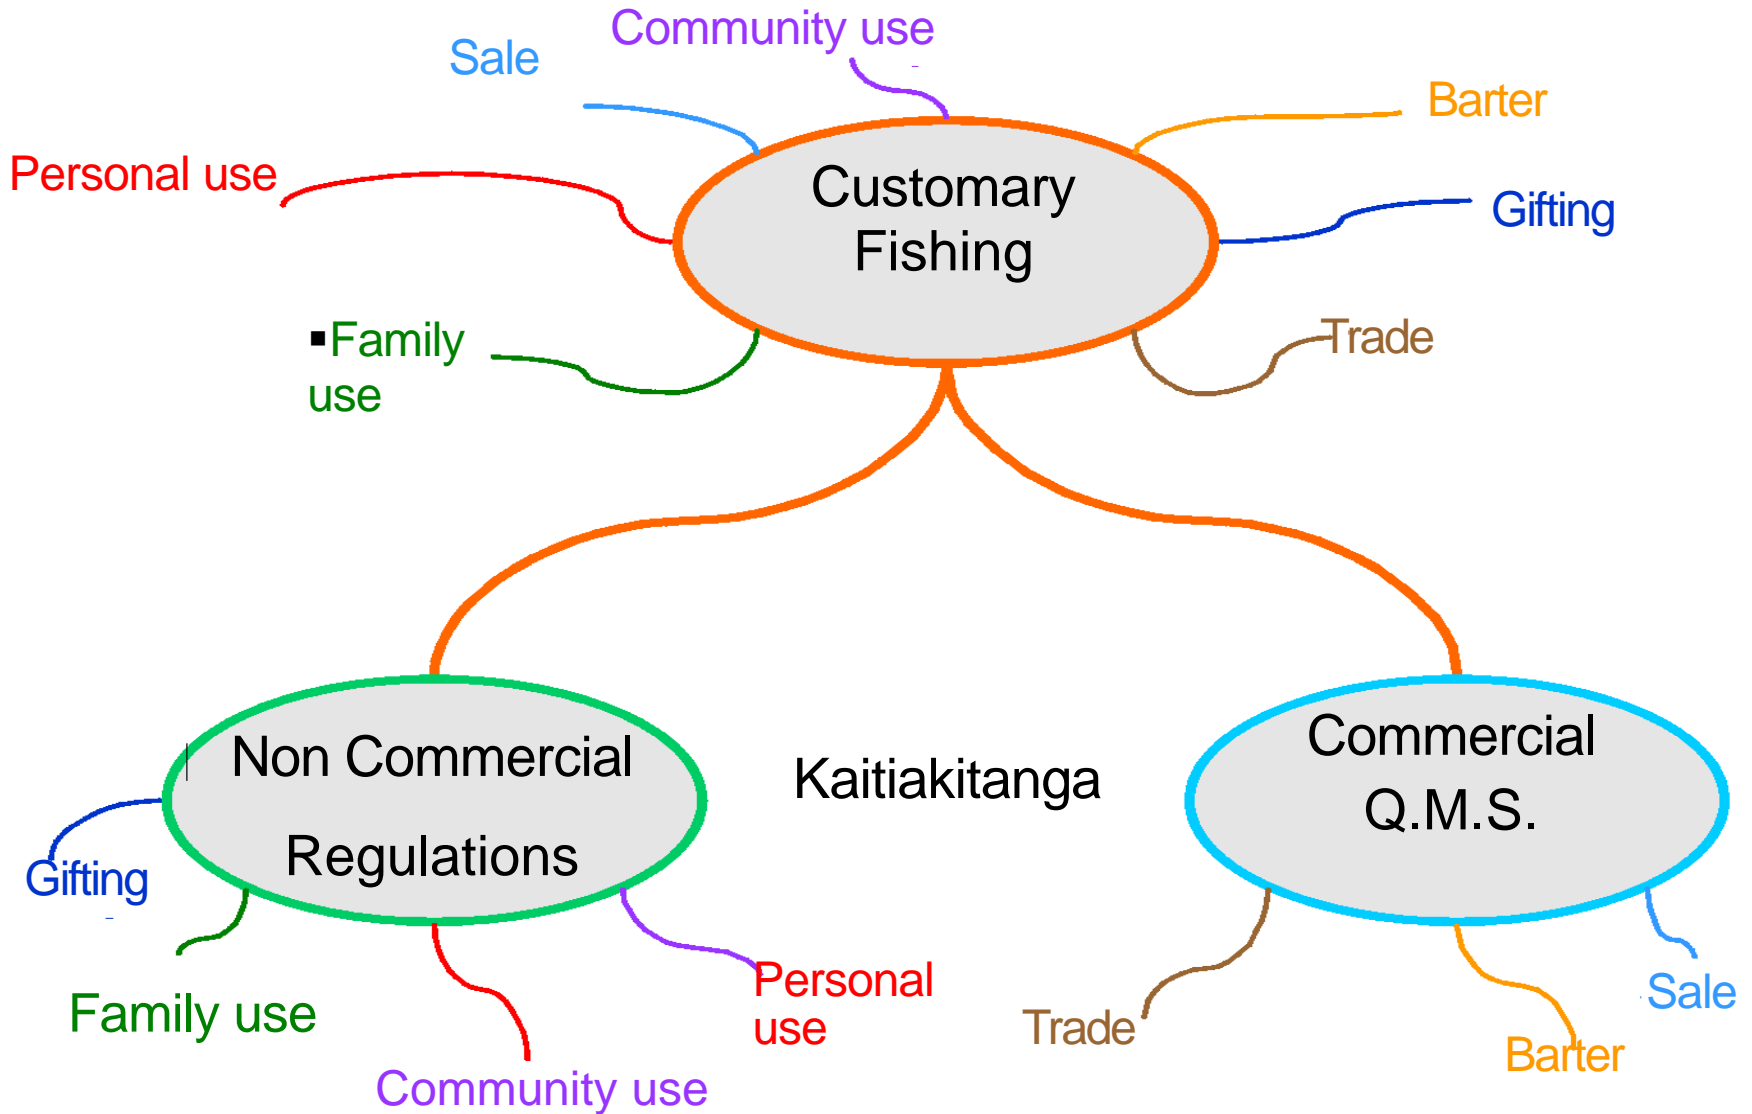 Community use
Sale
Barter
Personal use
Customary
Fishing
Gifting
▪Family
use
Trade
Non Commercial
Regulations
Kaitiakitanga
Commercial
Q.M.S.
Gifting
Family use
Community use
Personal
use
Trade
Barter
Sale